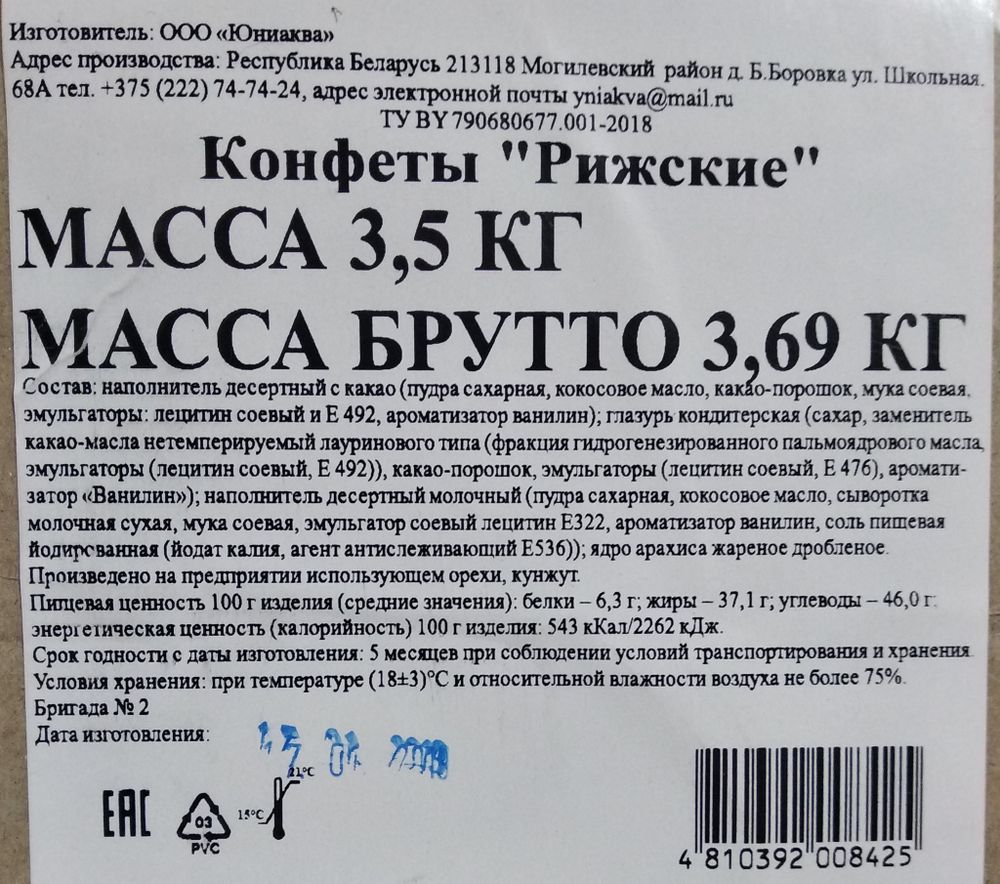 Изготовитель: ООО «Юниаква»
Адрес производства: Республика Беларусь 213118 Могилевский район д. Б.Боровка ул. Школьная.
68А тел. +375 (222) 74-74-24, адрес электронной почты yniakva@mail.ru
ТУ BY 790680677.001-2018
Конфеты "Рижские"
МАССА 3,5 КГ
МАССА БРУТТО 3,69 КГ
Состав: наполнитель десертный с какао (пудра сахарная, кокосовое масло, какао-порошок, мука соевая,
эмульгаторы: лецитин соевый и Е 492, ароматизатор ванилин); глазурь кондитерская (сахар, заменитель
какао-масла нетемперируемый лауринового типа (фракция гидрогенезированного пальмоядрового масла,
эмульгаторы (лецитин соевый, Е 492)), какао-порошок, эмульгаторы (лецитин соевый, Е 476), аромати-
затор «Ванилин»); наполнитель десертный молочный (пудра сахарная, кокосовое масло, сыворотка
молочная сухая, мука соевая, эмульгатор соевый лецитин Е322, ароматизатор ванилин, соль пищевая
йодированная (йодат калия, агент антислеживающий Е536)); ядро арахиса жареное дробленое.
Произведено на предприятии использующем орехи, кунжут.
Пищевая ценность 100 г изделия (средние значения): белки – 6,3 г; жиры – 37,1 г; углеводы – 46,0 г;
энергетическая ценность (калорийность) 100 г изделия: 543 кКал/2262 кДж.
Срок годности с даты изготовления: 5 месяцев при соблюдении условий транспортирования и хранения.
Условия хранения: при температуре (18±3)°С и относительной влажности воздуха не более 75%.
Бригада № 2
Дата изготовления:
21°С
15°С
ЕАС
03
PVC
4 810392 008425